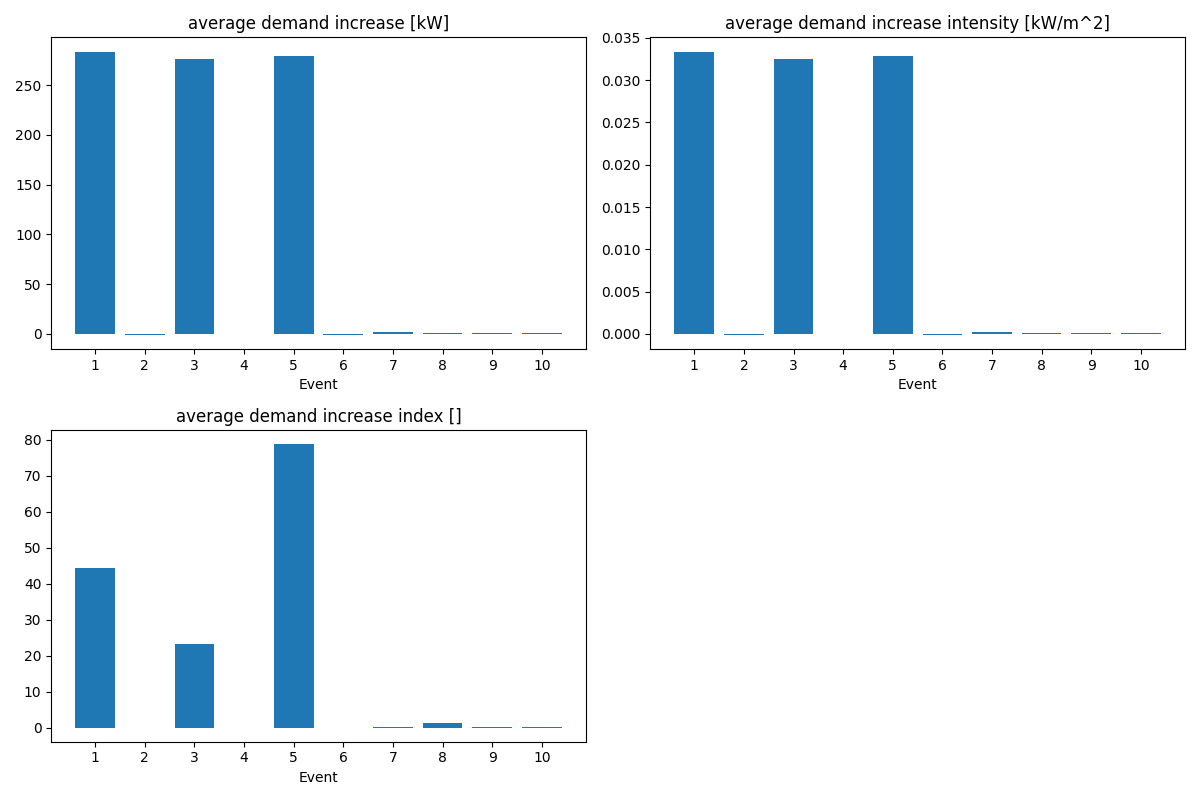 average demand increase [kW]
250
200
150
100
50
0
1 2 3 4 5 6 7 8 9 10
Event
average demand increase intensity [kW/m^2]
0.035
0.030
0.025
0.020
0.015
0.010
0.005
0.000
1 2 3 4 5 6 7 8 9 10
Event
average demand increase index []
80
70
60
50
40
30
20
10
0
1 2 3 4 5 6 7 8 9 10
Event